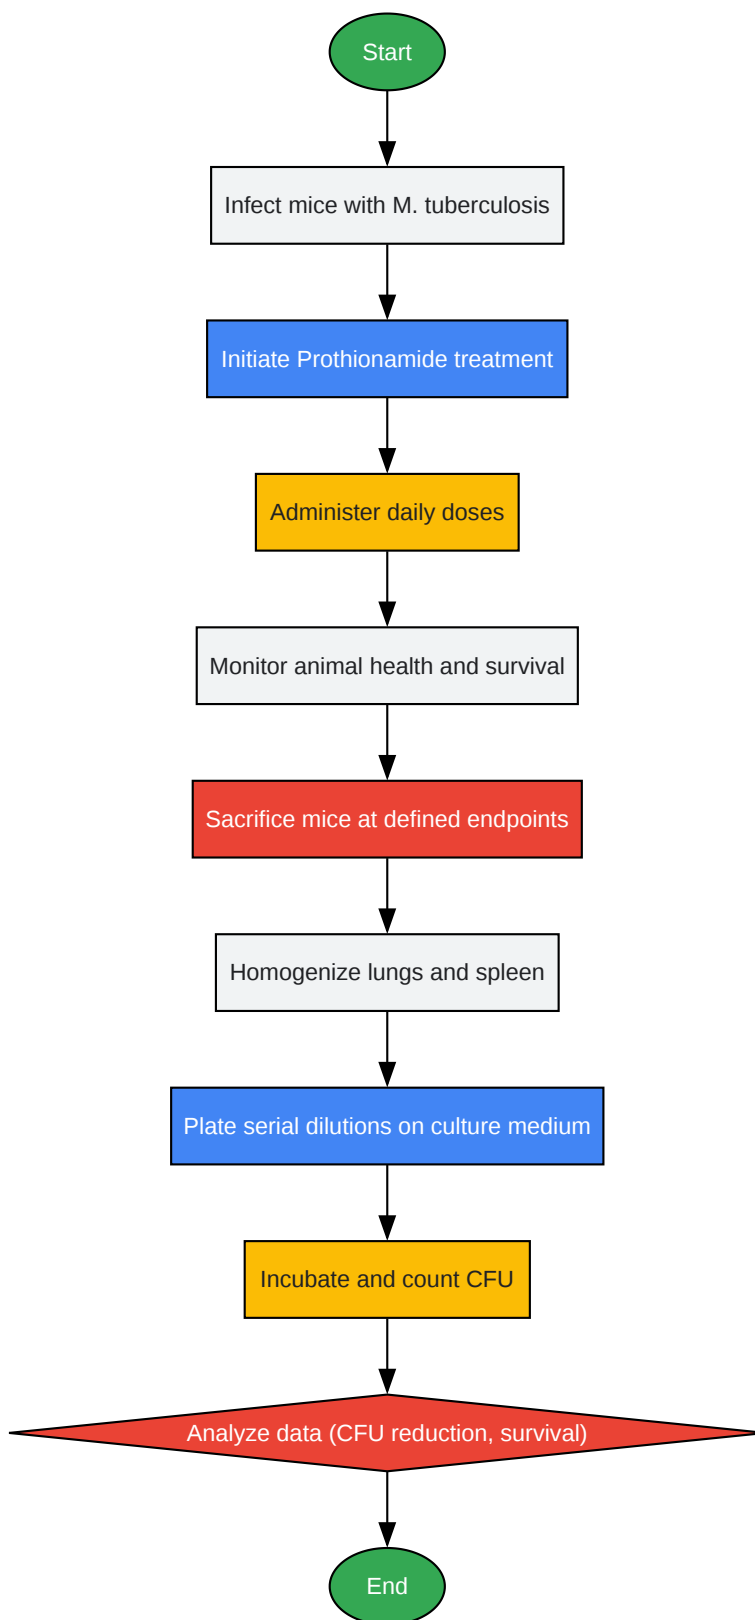 Start
Infect mice with M. tuberculosis
Initiate Prothionamide treatment
Administer daily doses
Monitor animal health and survival
Sacrifice mice at defined endpoints
Homogenize lungs and spleen
Plate serial dilutions on culture medium
Incubate and count CFU
Analyze data (CFU reduction, survival)
End